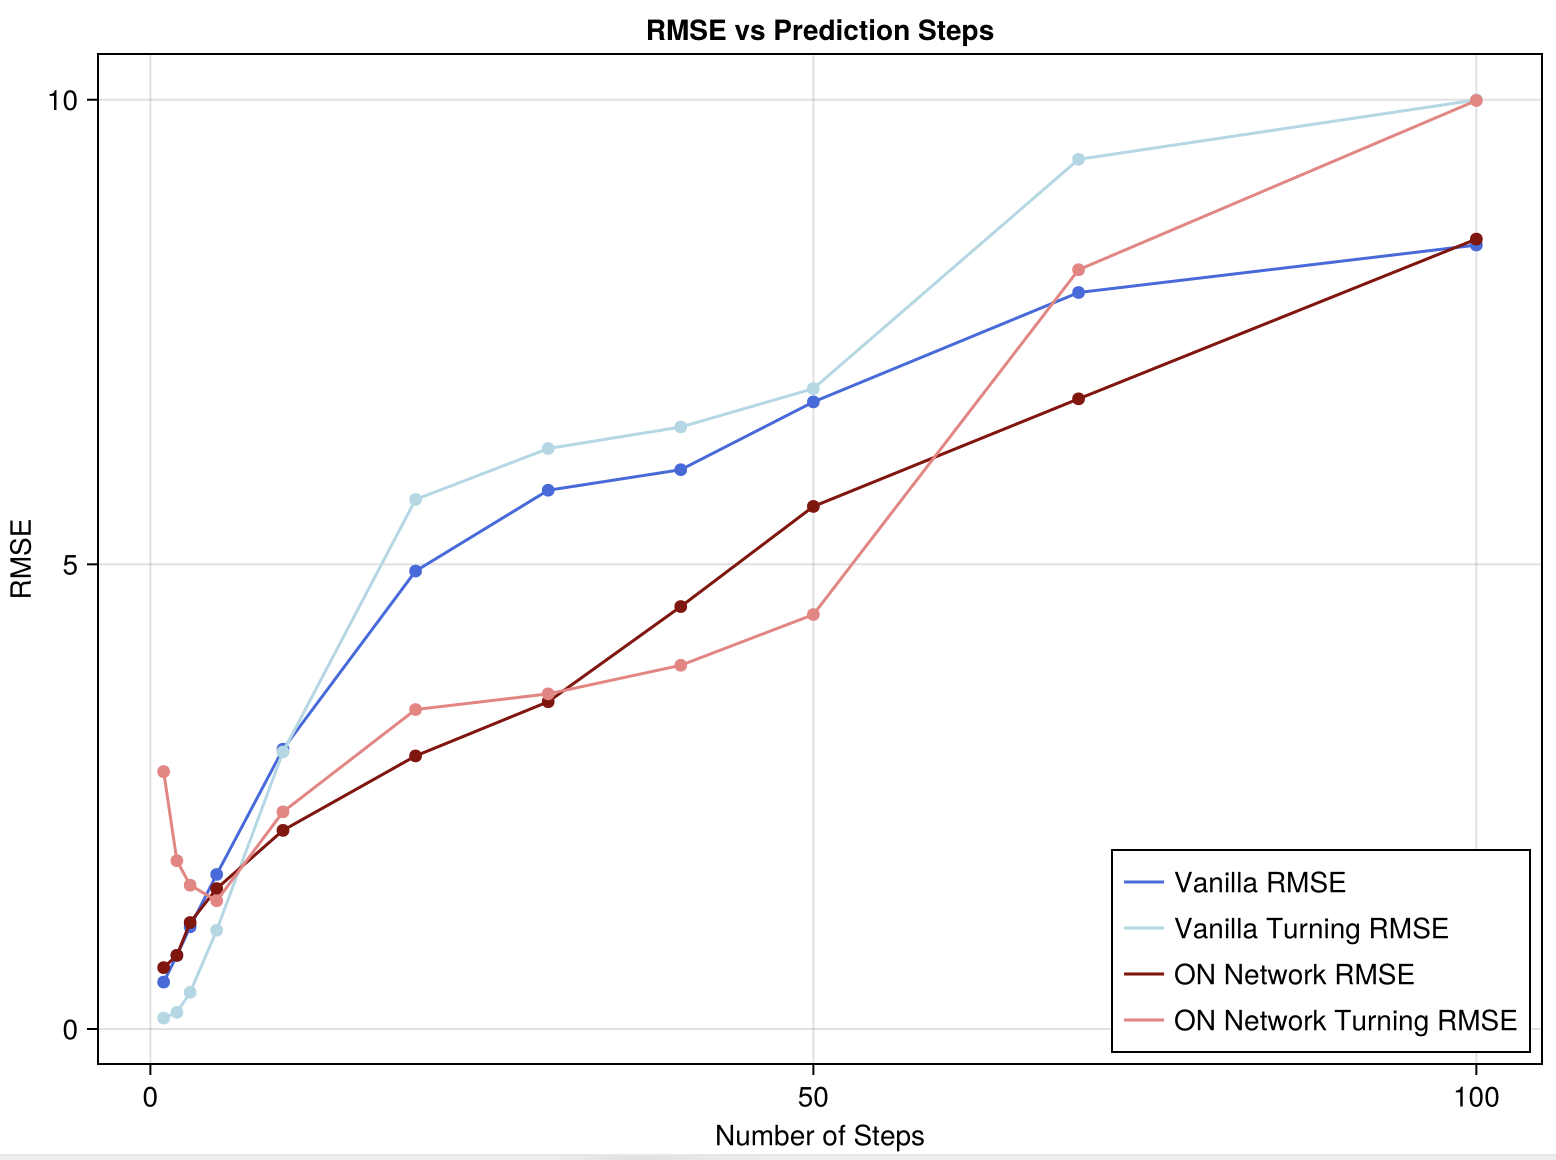 RMSE vs Prediction Steps
10
5
0
RMSE
0
50
100
Number of Steps
Vanilla RMSE
Vanilla Turning RMSE
ON Network RMSE
ON Network Turning RMSE